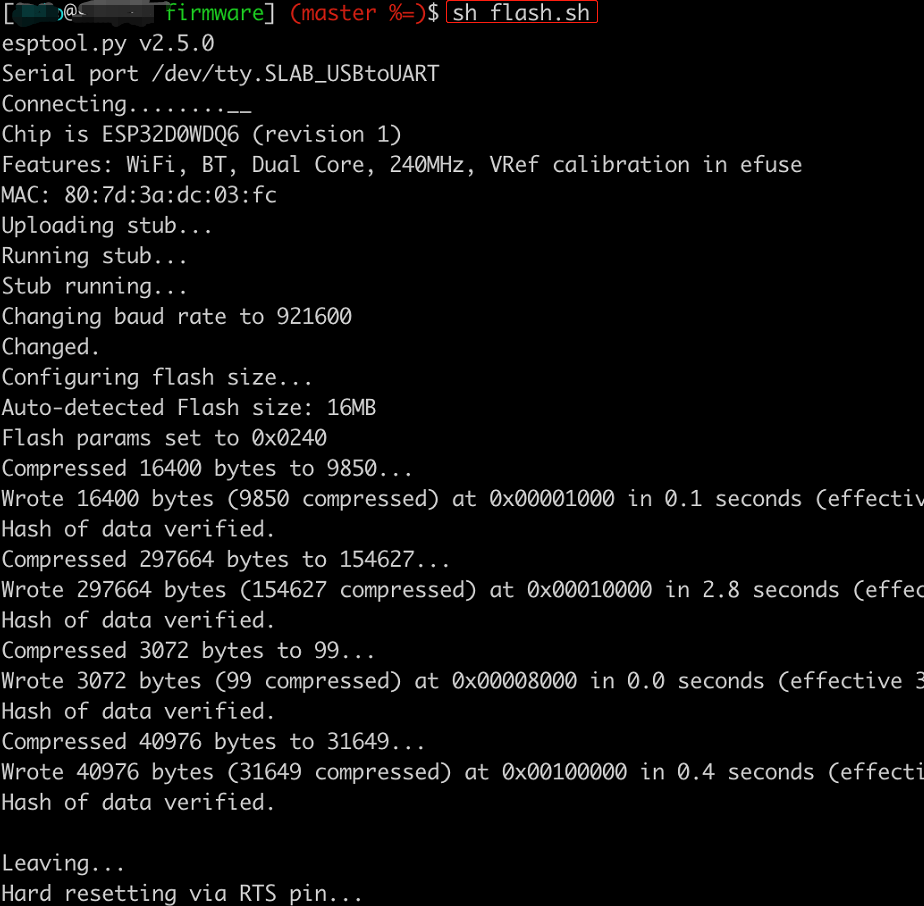 [@ firmware] (master %=)$ sh flash.sh
esptool.py v2.5.0
Serial port /dev/tty.SLAB_USBtoUART
Connecting........__
Chip is ESP32D0WDQ6 (revision 1)
Features: WiFi, BT, Dual Core, 240MHz, VRef calibration in efuse
MAC: 80:7d:3a:dc:03:fc
Uploading stub...
Running stub...
Stub running...
Changing baud rate to 921600
Changed.
Configuring flash size...
Auto-detected Flash size: 16MB
Flash params set to 0x0240
Compressed 16400 bytes to 9850...
Wrote 16400 bytes (9850 compressed) at 0x00001000 in 0.1 seconds (effectiv
Hash of data verified.
Compressed 297664 bytes to 154627...
Wrote 297664 bytes (154627 compressed) at 0x00010000 in 2.8 seconds (effec
Hash of data verified.
Compressed 3072 bytes to 99...
Wrote 3072 bytes (99 compressed) at 0x00008000 in 0.0 seconds (effective 3
Hash of data verified.
Compressed 40976 bytes to 31649...
Wrote 40976 bytes (31649 compressed) at 0x00100000 in 0.4 seconds (effecti
Hash of data verified.
Leaving...
Hard resetting via RTS pin...